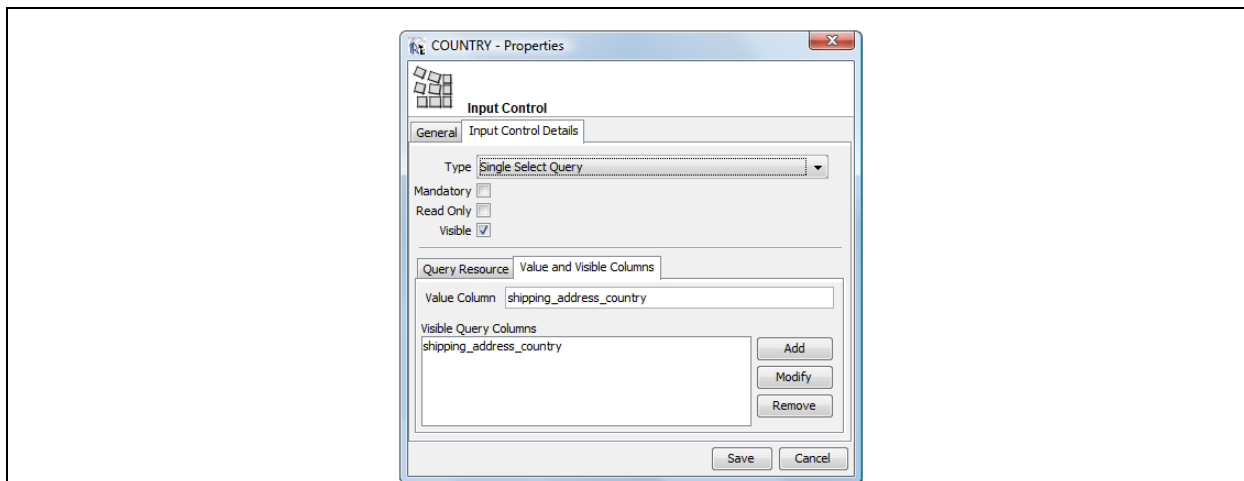 COUNTRY - Properties
Input Control
General Input Control Details
Type Single Select Query
Mandatory
Read Only
Visible
Query Resource Value and Visible Columns
Value Column shipping_address_country
Visible Query Columns
shipping_address_country
Add
Modify
Remove
Save Cancel